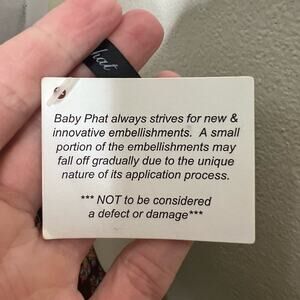 hat
Baby Phat always strives for new &
innovative embellishments.  A small
portion of the embellishments may
fall off gradually due to the unique
nature of its application process.
*** NOT to be considered
a defect or damage***